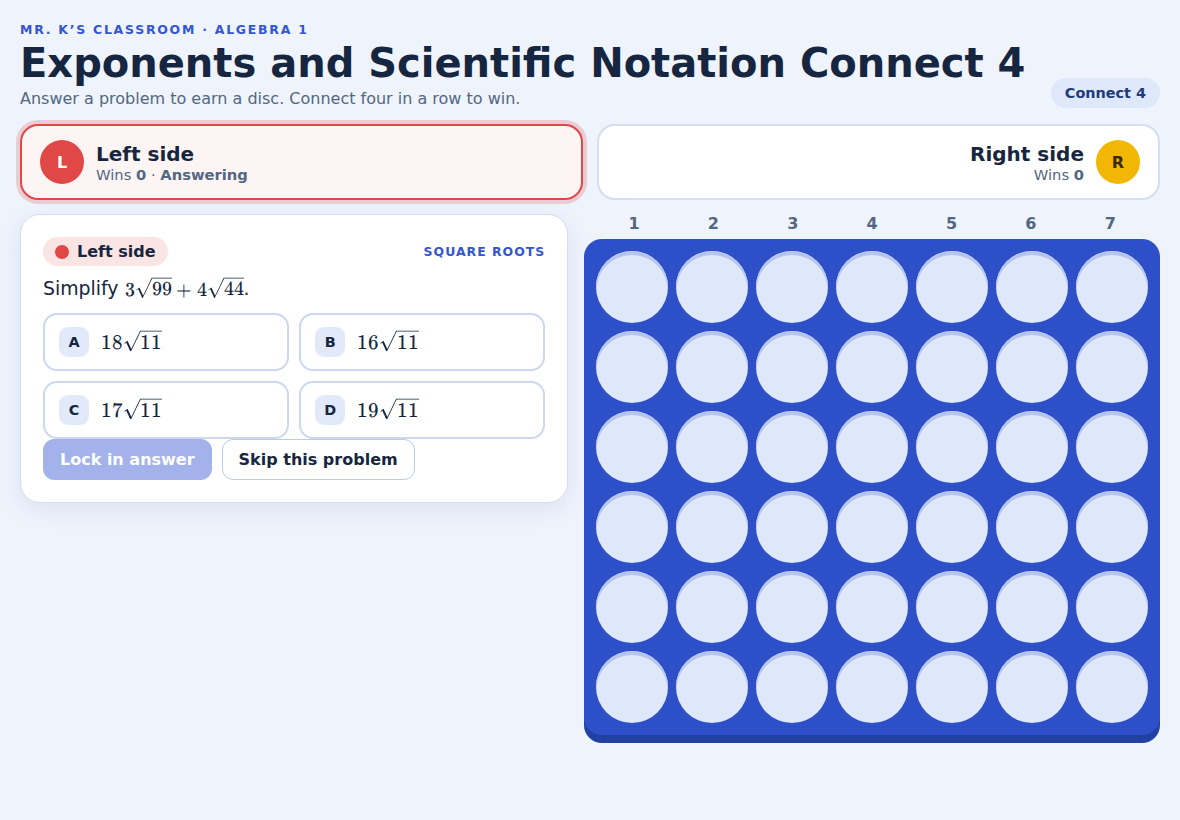 MR. K’S CLASSROOM · ALGEBRA 1
Exponents and Scientific Notation Connect 4
Answer a problem to earn a disc. Connect four in a row to win.
Connect 4
L
Left side
Wins 0 · Answering
Right side
Wins 0
R
Left side
SQUARE ROOTS
Simplify 3√99 + 4√44.
A 18√11
B 16√11
C 17√11
D 19√11
Lock in answer
Skip this problem
1 2 3 4 5 6 7